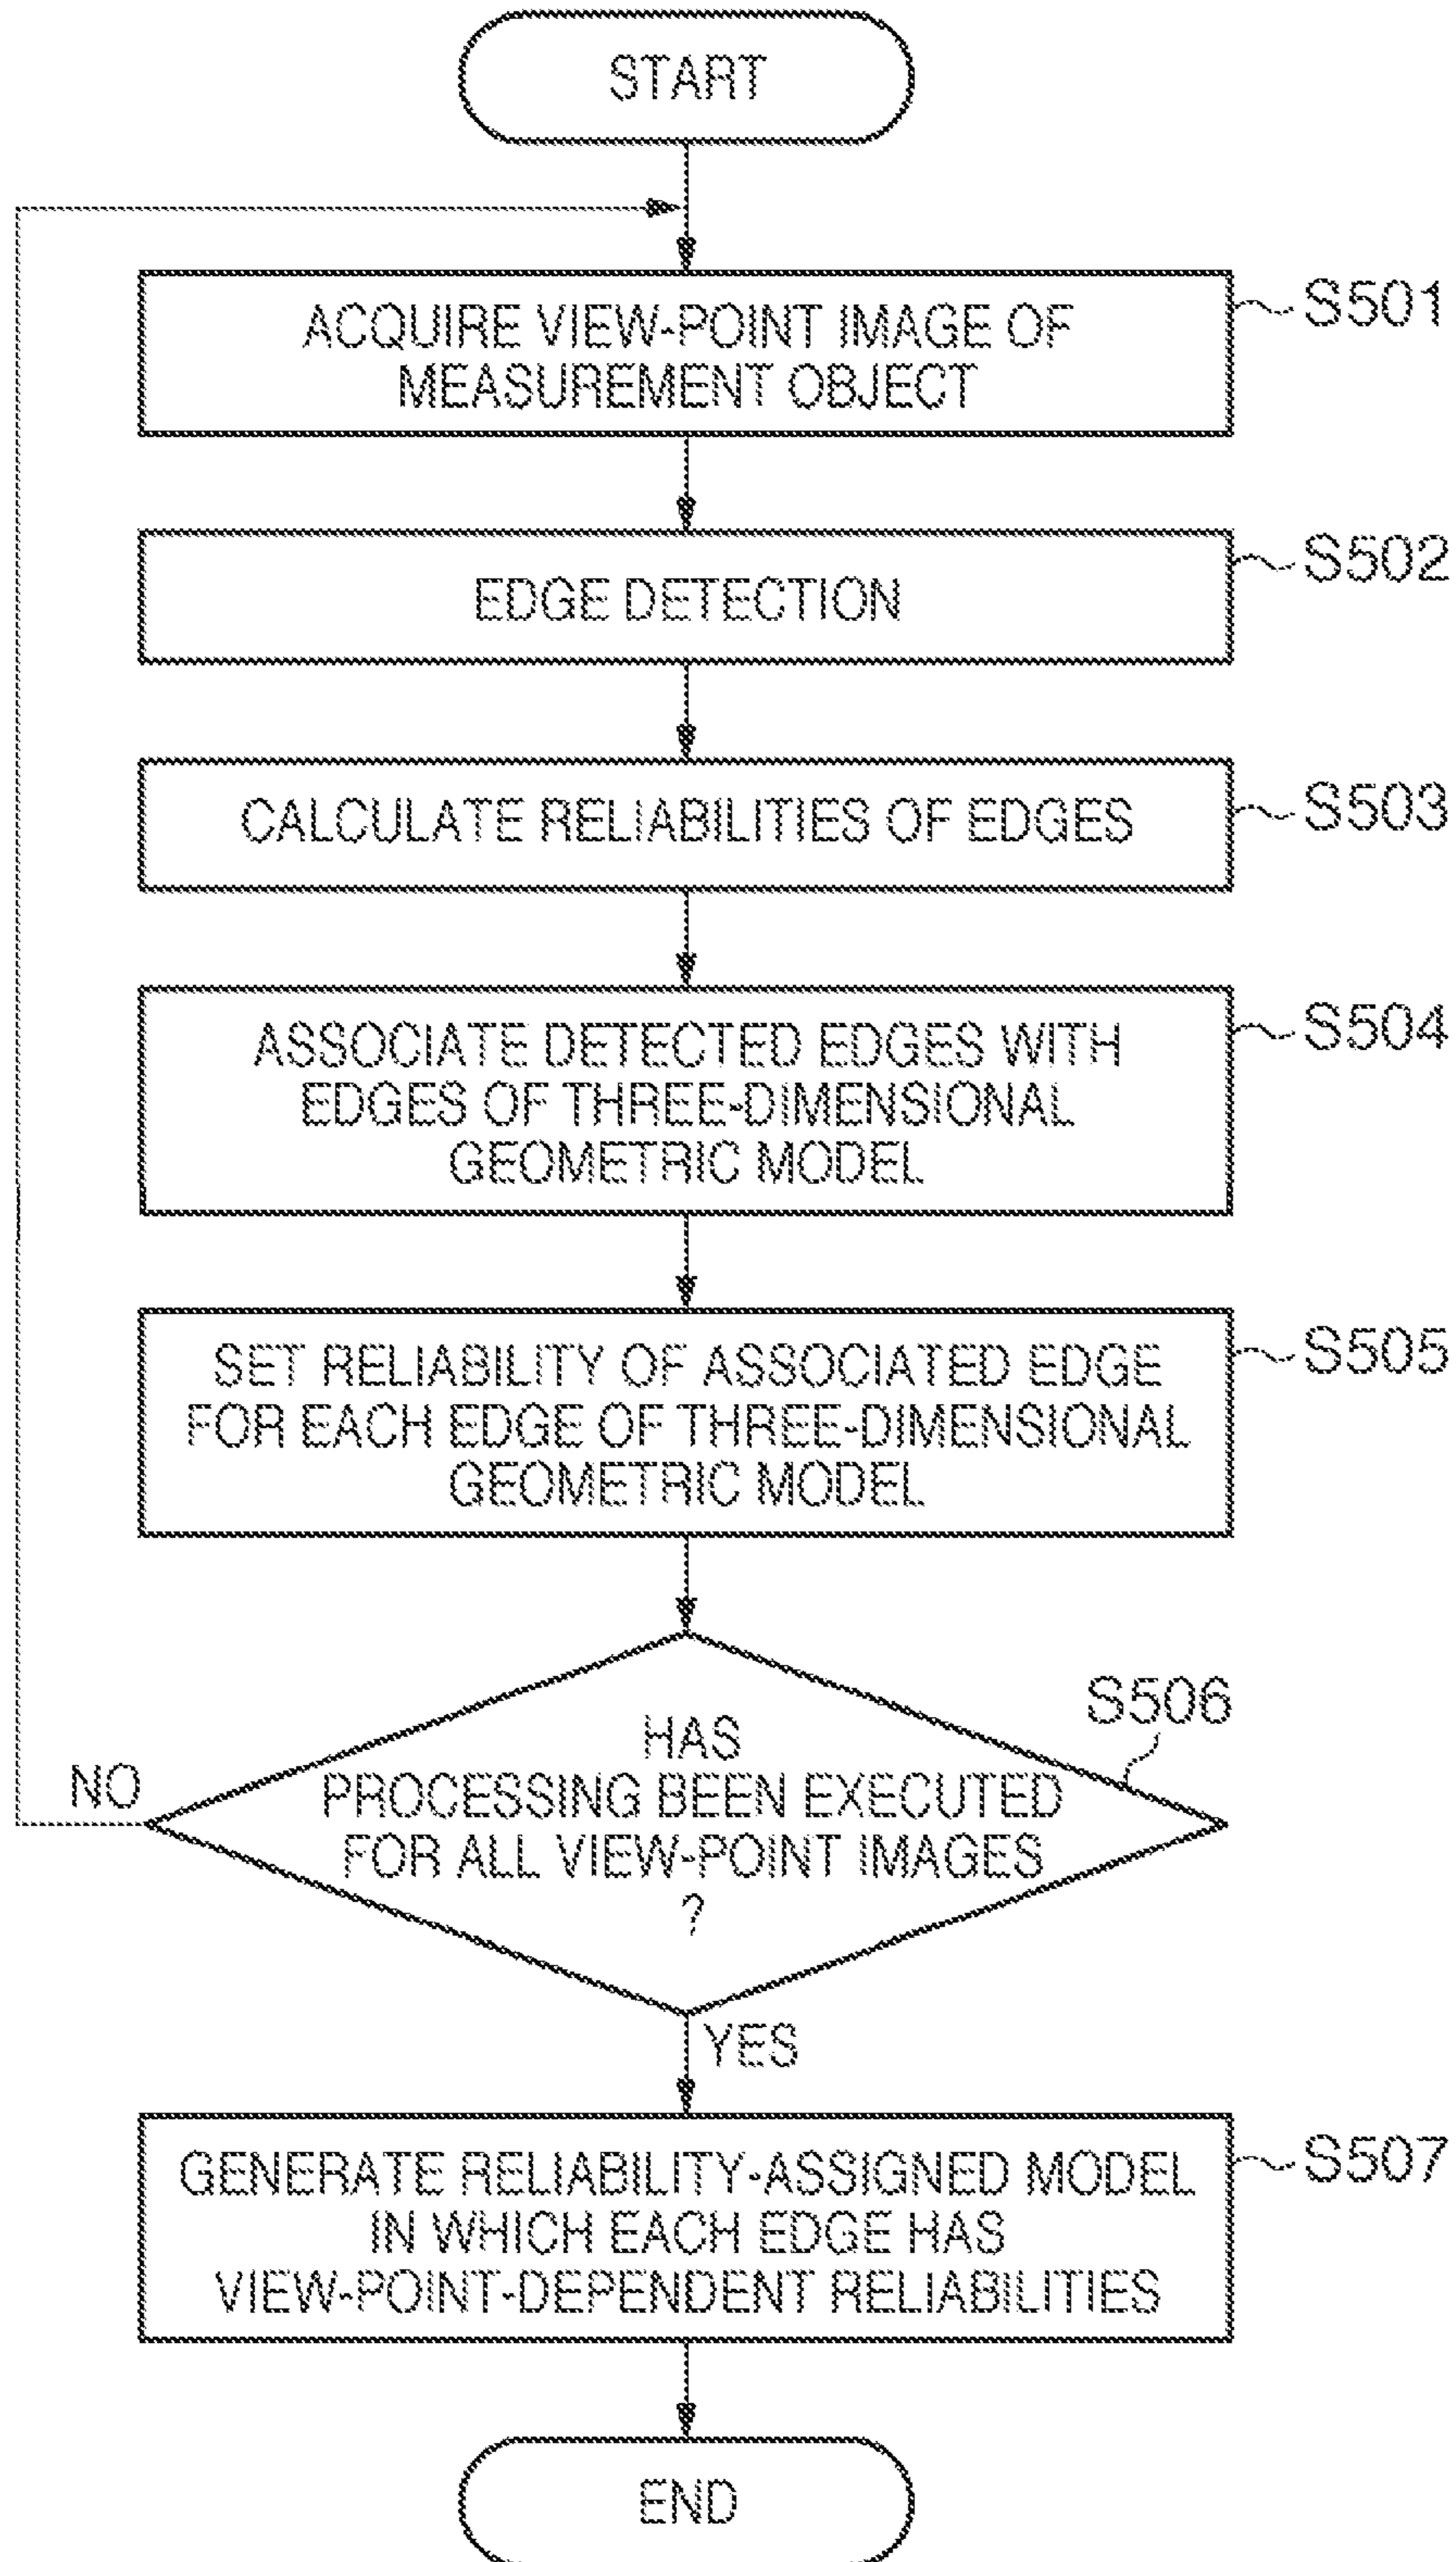 START
ACQUIRE VIEW-POINT IMAGE OF
MEASUREMENT OBJECT
S501
EDGE DETECTION
S502
CALCULATE RELIABILITIES OF EDGES
S503
ASSOCIATE DETECTED EDGES WITH
EDGES OF THREE-DIMENSIONAL
GEOMETRIC MODEL
S504
SET RELIABILITY OF ASSOCIATED EDGE
FOR EACH EDGE OF THREE-DIMENSIONAL
GEOMETRIC MODEL
S505
S506
HAS
PROCESSING BEEN EXECUTED
FOR ALL VIEW-POINT IMAGES
?
NO
YES
GENERATE RELIABILITY-ASSIGNED MODEL
IN WHICH EACH EDGE HAS
VIEW-POINT-DEPENDENT RELIABILITIES
S507
END